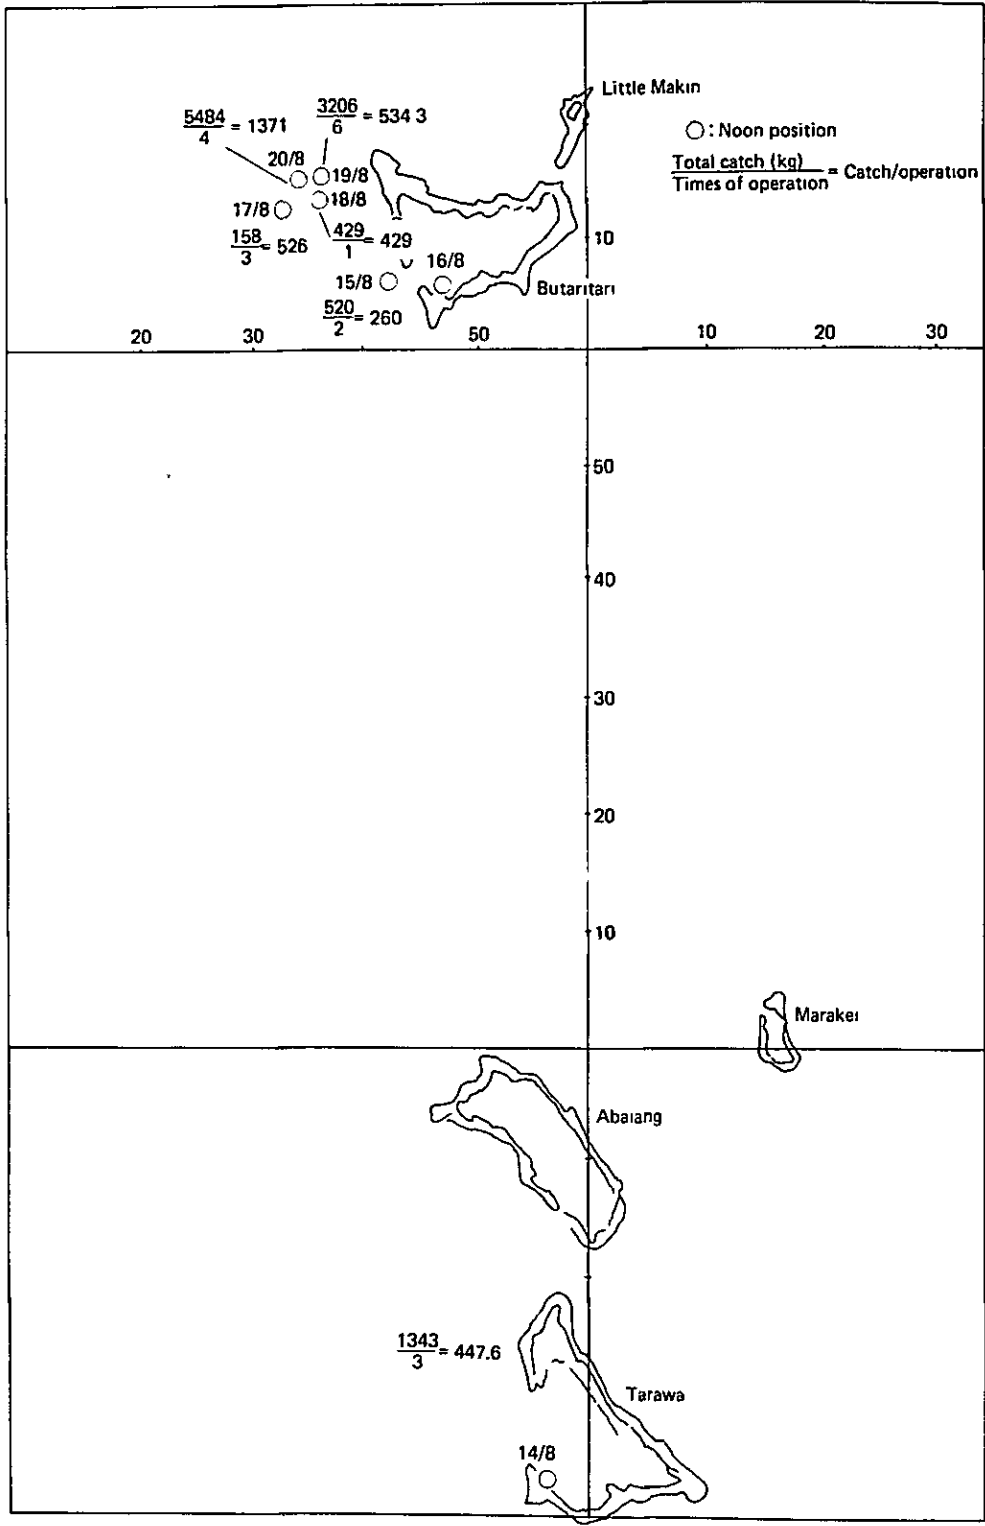 Little Makin
5484/4 = 1371
3206/6 = 534 3
○: Noon position
Total catch (kg)/Times of operation = Catch/operation
20/8
19/8
18/8
17/8
158/3 = 526
429/1 = 429
10
16/8
15/8
Butaritari
520/2 = 260
20
30
50
10
20
30
50
40
30
20
10
Marakei
Abaiang
1343/3 = 447.6
Tarawa
14/8